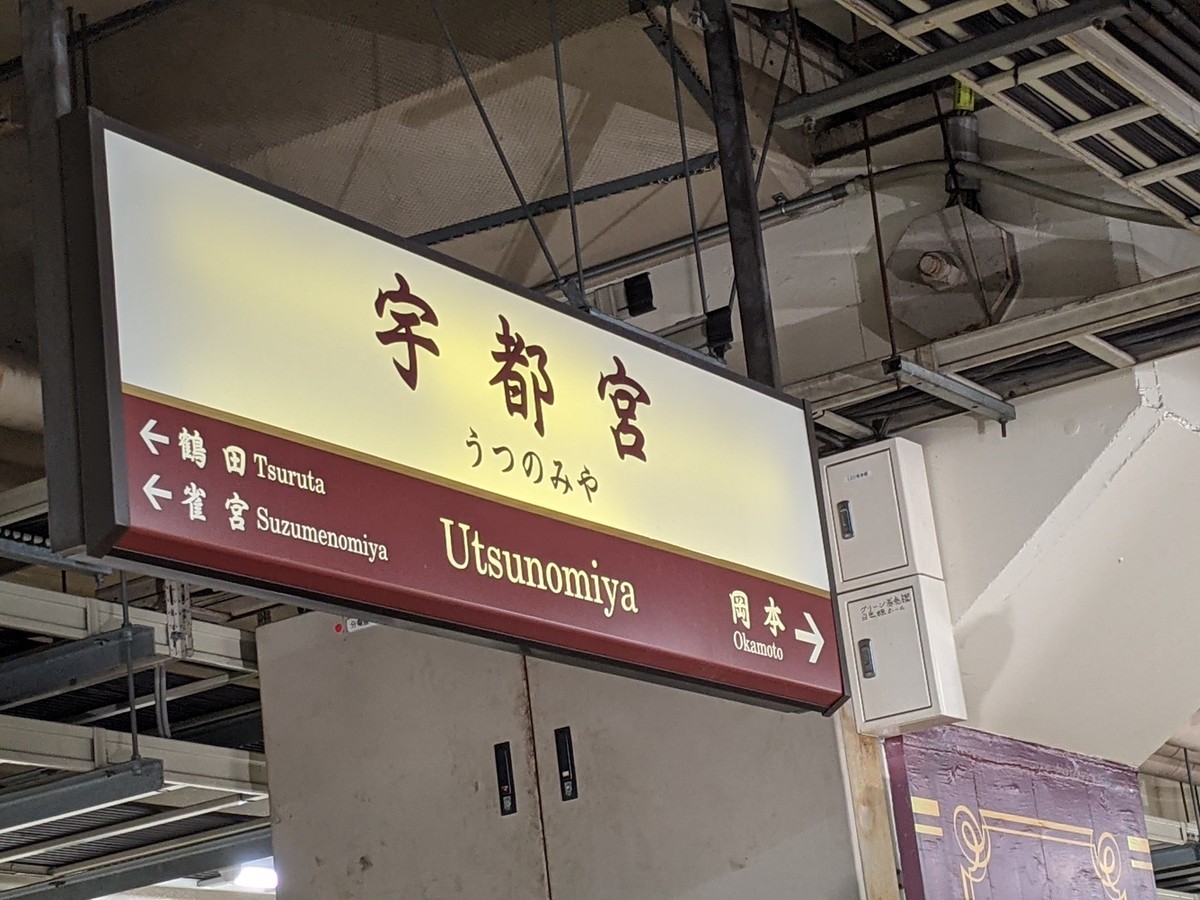 宇都宮
うつのみや
← 鶴田 Tsuruta
← 雀宮 Suzumenomiya
Utsunomiya
岡本 →
Okamoto